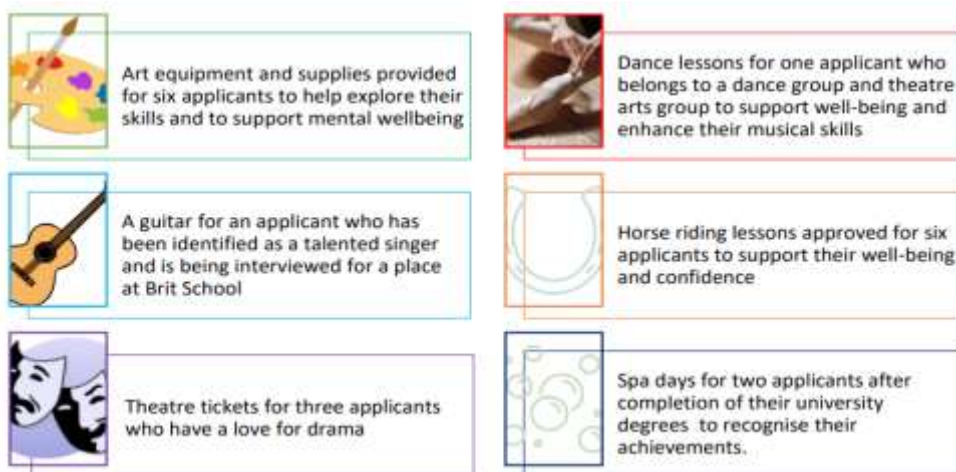 Art equipment and supplies provided
for six applicants to help explore their
skills and to support mental wellbeing
Dance lessons for one applicant who
belongs to a dance group and theatre
arts group to support well-being and
enhance their musical skills
A guitar for an applicant who has
been identified as a talented singer
and is being interviewed for a place
at Brit School
Horse riding lessons approved for six
applicants to support their well-being
and confidence
Theatre tickets for three applicants
who have a love for drama
Spa days for two applicants after
completion of their university
degrees to recognise their
achievements.